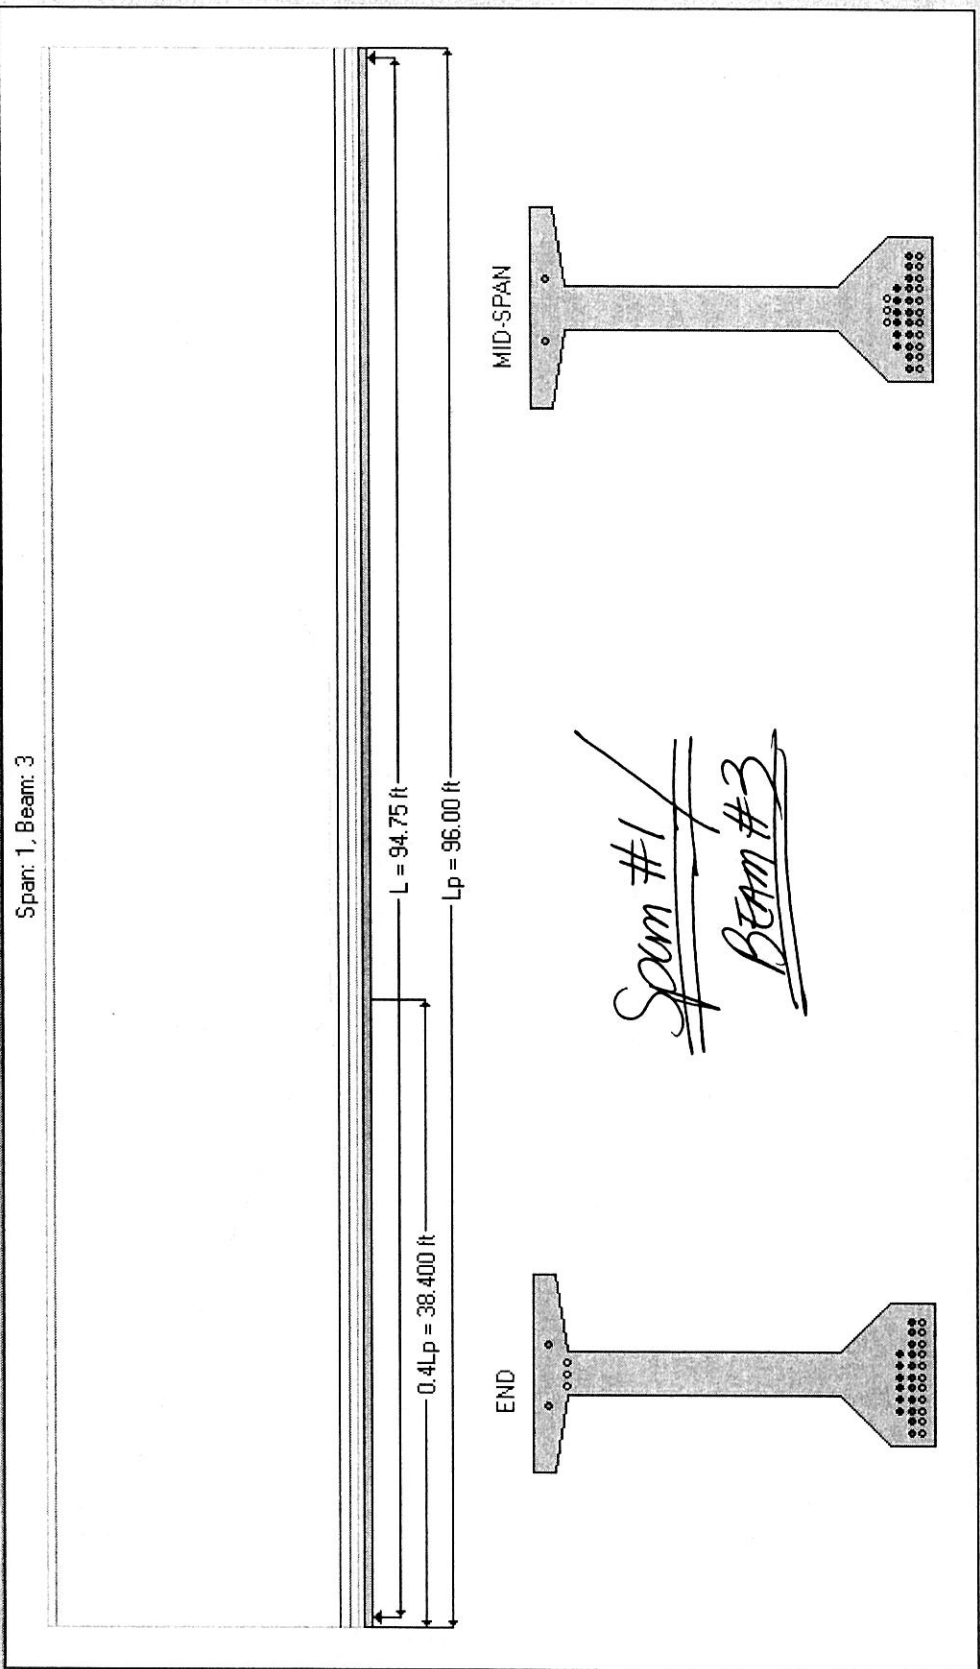 Span: 1, Beam: 3
L = 94.75 ft
Lp = 96.00 ft
0.4Lp = 38.400 ft
END
MID-SPAN
Span #1
BEAM #3